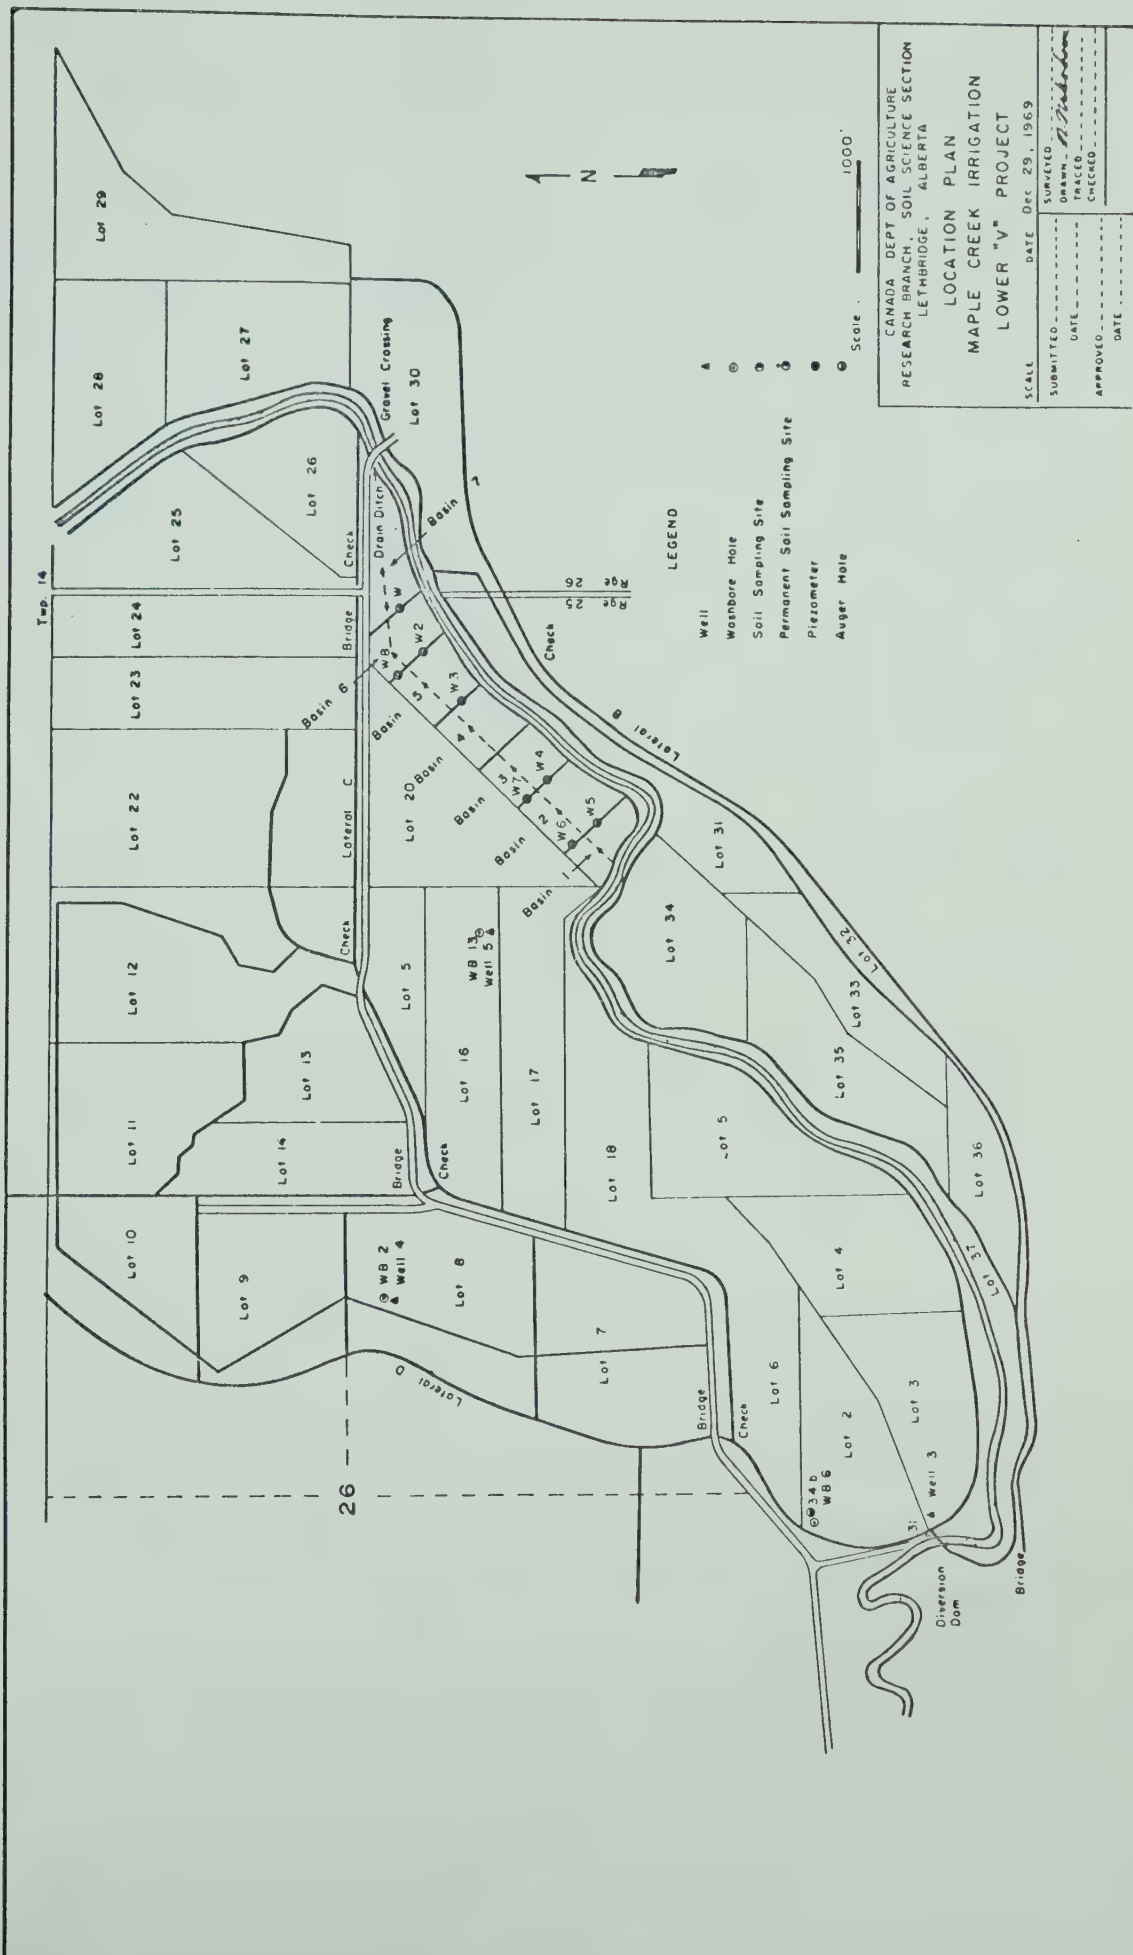 Twp. 14
Lot 29
Lot 28
Lot 27
Lot 30
Gravel Crossing
Lot 26
Lot 25
Check
Drain Ditch
Basin 7
Lot 24
Lot 23
Bridge
Basin 6
W
W8
W2
Basin 5
W3
Basin 4
Basin 3
W7
W4
Basin 2
W6
W5
Basin 1
Rge 26
Rge 25
Check
Lateral B
Lot 22
Lateral C
Lot 20
Check
Lot 12
Lot 5
WB 13
Well 5
Lot 16
Lot 17
Lot 18
Lot 11
Lot 13
Lot 14
Bridge
Check
Lot 31
Lot 32
Lot 33
Lot 34
Lot 35
Lot 5
Lot 36
Lot 37
Lot 4
Lot 10
Lot 9
WB 2
Well 4
Lot 8
Lateral D
Lot 7
Bridge
Check
Lot 6
Lot 2
Lot 3
26
34b
WB 6
31
Well 3
Diversion
Dam
Bridge
N
LEGEND
Well
Washbore Hole
Soil Sampling Site
Permanent Soil Sampling Site
Piezometer
Auger Hole
Scale
1000'
CANADA DEPT OF AGRICULTURE
RESEARCH BRANCH, SOIL SCIENCE SECTION
LETHBRIDGE, ALBERTA
LOCATION PLAN
MAPLE CREEK IRRIGATION
LOWER "V" PROJECT
SCALE DATE Dec 29, 1969
SUBMITTED
DATE
APPROVED
DATE
SURVEYED
DRAWN
TRACED
CHECKED